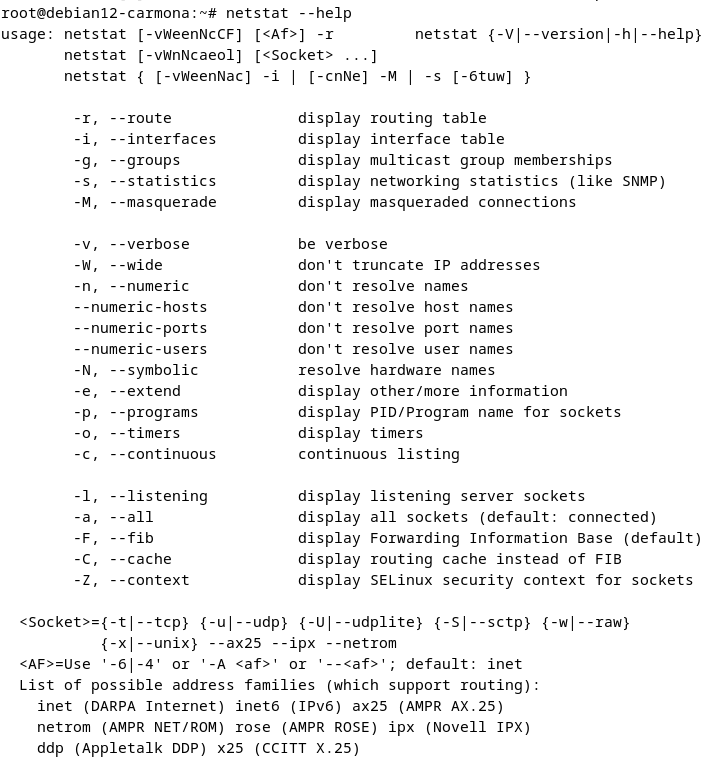 root@debian12-carmona:~# netstat --help
usage: netstat [-vWeenNcCF] [<Af>] -r         netstat {-V|--version|-h|--help}
       netstat [-vWnNcaeol] [<Socket> ...]
       netstat { [-vWeenNac] -i | [-cnNe] -M | -s [-6tuw] }

        -r, --route              display routing table
        -i, --interfaces         display interface table
        -g, --groups             display multicast group memberships
        -s, --statistics         display networking statistics (like SNMP)
        -M, --masquerade         display masqueraded connections

        -v, --verbose            be verbose
        -W, --wide               don't truncate IP addresses
        -n, --numeric            don't resolve names
        --numeric-hosts          don't resolve host names
        --numeric-ports          don't resolve port names
        --numeric-users          don't resolve user names
        -N, --symbolic           resolve hardware names
        -e, --extend             display other/more information
        -p, --programs           display PID/Program name for sockets
        -o, --timers             display timers
        -c, --continuous         continuous listing

        -l, --listening          display listening server sockets
        -a, --all                display all sockets (default: connected)
        -F, --fib                display Forwarding Information Base (default)
        -C, --cache              display routing cache instead of FIB
        -Z, --context            display SELinux security context for sockets

  <Socket>={-t|--tcp} {-u|--udp} {-U|--udplite} {-S|--sctp} {-w|--raw}
           {-x|--unix} --ax25 --ipx --netrom
  <AF>=Use '-6|-4' or '-A <af>' or '--<af>'; default: inet
  List of possible address families (which support routing):
    inet (DARPA Internet) inet6 (IPv6) ax25 (AMPR AX.25)
    netrom (AMPR NET/ROM) rose (AMPR ROSE) ipx (Novell IPX)
    ddp (Appletalk DDP) x25 (CCITT X.25)